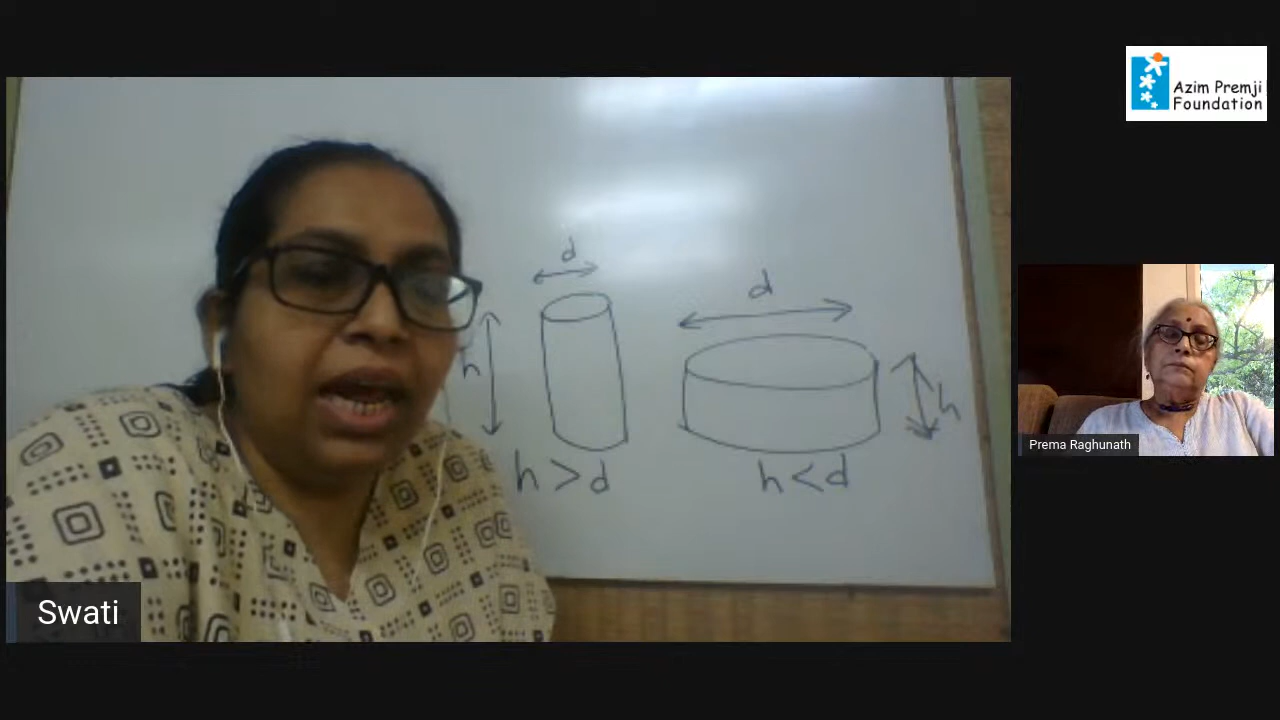 Azim Premji
Foundation
d
h
h > d
d
h
h < d
Prema Raghunath
Swati